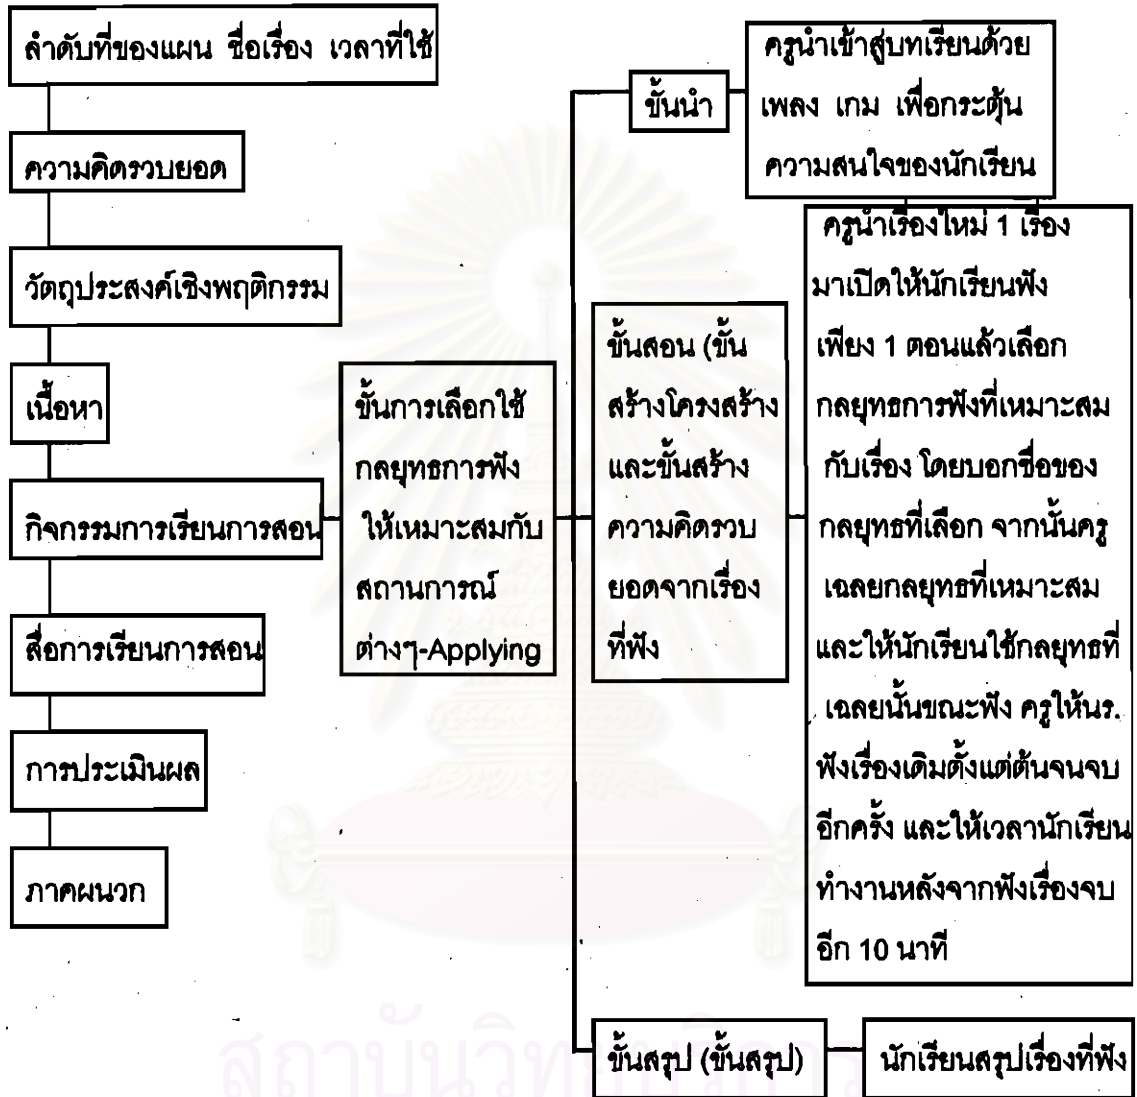 ลำดับที่ของแผน ชื่อเรื่อง เวลาที่ใช้
ความคิดรวบยอด
วัตถุประสงค์เชิงพฤติกรรม
เนื้อหา
กิจกรรมการเรียนการสอน
สื่อการเรียนการสอน
การประเมินผล
ภาคผนวก
ขั้นการเลือกใช้
กลยุทธการฟัง
ให้เหมาะสมกับ
สถานการณ์
ต่างๆ-Applying
ขั้นนำ
ครูนำเข้าสู่บทเรียนด้วย
เพลง เกม เพื่อกระตุ้น
ความสนใจของนักเรียน
ขั้นสอน (ขั้น
สร้างโครงสร้าง
และขั้นสร้าง
ความคิดรวบ
ยอดจากเรื่อง
ที่ฟัง
ครูนำเรื่องใหม่ 1 เรื่อง
มาเปิดให้นักเรียนฟัง
เพียง 1 ตอนแล้วเลือก
กลยุทธการฟังที่เหมาะสม
กับเรื่อง โดยบอกชื่อของ
กลยุทธที่เลือก จากนั้นครู
เฉลยกลยุทธที่เหมาะสม
และให้นักเรียนใช้กลยุทธที่
เฉลยนั้นขณะฟัง ครูให้นร.
ฟังเรื่องเดิมตั้งแต่ต้นจนจบ
อีกครั้ง และให้เวลานักเรียน
ทำงานหลังจากฟังเรื่องจบ
อีก 10 นาที
ขั้นสรุป (ขั้นสรุป)
นักเรียนสรุปเรื่องที่ฟัง